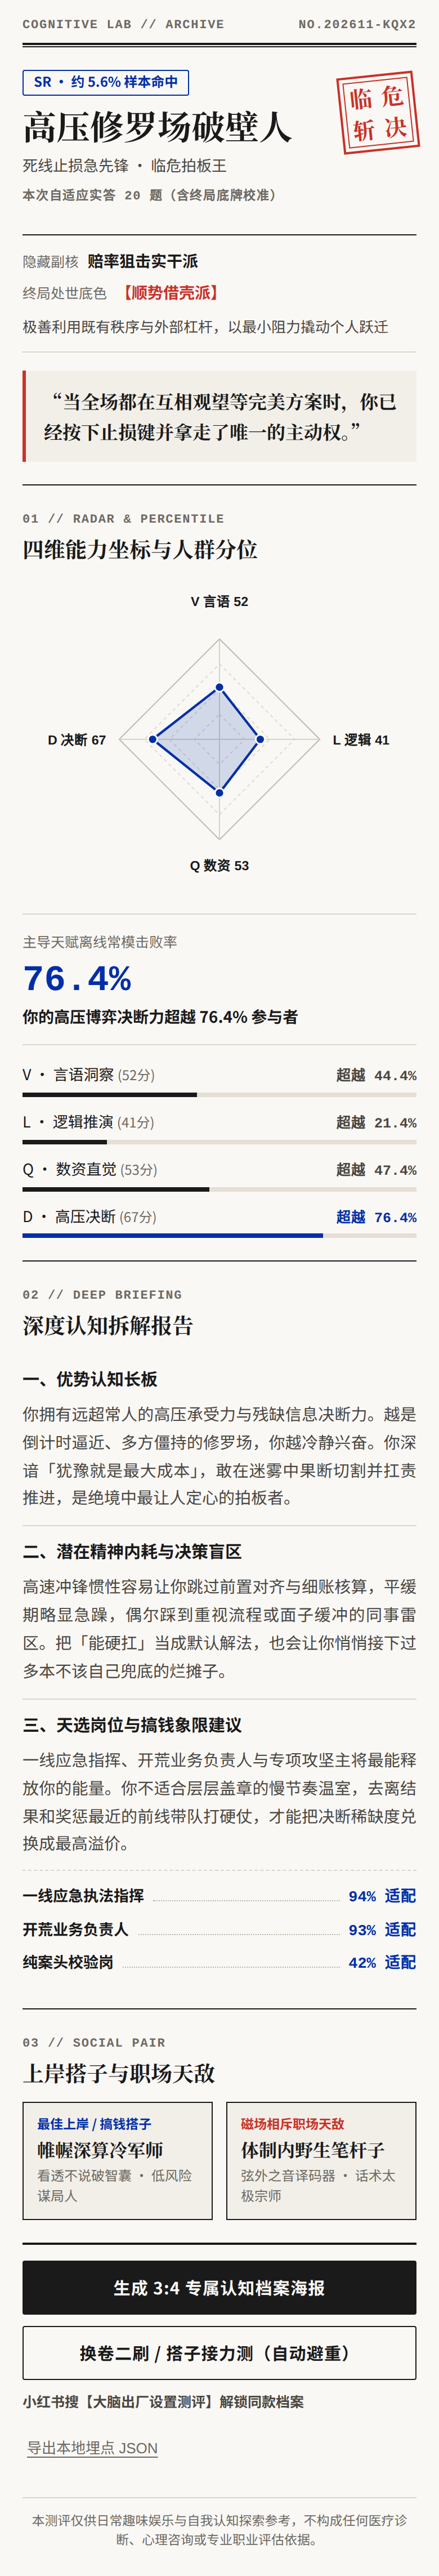 COGNITIVE LAB // ARCHIVE
NO.202611-KQX2
SR · 约 5.6% 样本命中
临危
斩决
高压修罗场破壁人
死线止损急先锋 · 临危拍板王
本次自适应实答 20 题（含终局底牌校准）
隐藏副核 赔率狙击实干派
终局处世底色 【顺势借壳派】
极善利用既有秩序与外部杠杆，以最小阻力撬动个人跃迁
“当全场都在互相观望等完美方案时，你已
经按下止损键并拿走了唯一的主动权。”
01 // RADAR & PERCENTILE
四维能力坐标与人群分位
V 言语 52
D 决断 67
L 逻辑 41
Q 数资 53
主导天赋离线常模击败率
76.4%
你的高压博弈决断力超越 76.4% 参与者
V · 言语洞察 (52分) 超越 44.4%
L · 逻辑推演 (41分) 超越 21.4%
Q · 数资直觉 (53分) 超越 47.4%
D · 高压决断 (67分) 超越 76.4%
02 // DEEP BRIEFING
深度认知拆解报告
一、优势认知长板
你拥有远超常人的高压承受力与残缺信息决断力。越是
倒计时逼近、多方僵持的修罗场，你越冷静兴奋。你深
谙「犹豫就是最大成本」，敢在迷雾中果断切割并扛责
推进，是绝境中最让人定心的拍板者。
二、潜在精神内耗与决策盲区
高速冲锋惯性容易让你跳过前置对齐与细账核算，平缓
期略显急躁，偶尔踩到重视流程或面子缓冲的同事雷
区。把「能硬扛」当成默认解法，也会让你悄悄接下过
多本不该自己兜底的烂摊子。
三、天选岗位与搞钱象限建议
一线应急指挥、开荒业务负责人与专项攻坚主将最能释
放你的能量。你不适合层层盖章的慢节奏温室，去离结
果和奖惩最近的前线带队打硬仗，才能把决断稀缺度兑
换成最高溢价。
一线应急执法指挥 94% 适配
开荒业务负责人 93% 适配
纯案头校验岗 42% 适配
03 // SOCIAL PAIR
上岸搭子与职场天敌
最佳上岸 / 搞钱搭子
帷幄深算冷军师
看透不说破智囊 · 低风险
谋局人
磁场相斥职场天敌
体制内野生笔杆子
弦外之音译码器 · 话术太
极宗师
生成 3:4 专属认知档案海报
换卷二刷 / 搭子接力测（自动避重）
小红书搜【大脑出厂设置测评】解锁同款档案
导出本地埋点 JSON
本测评仅供日常趣味娱乐与自我认知探索参考，不构成任何医疗诊
断、心理咨询或专业职业评估依据。